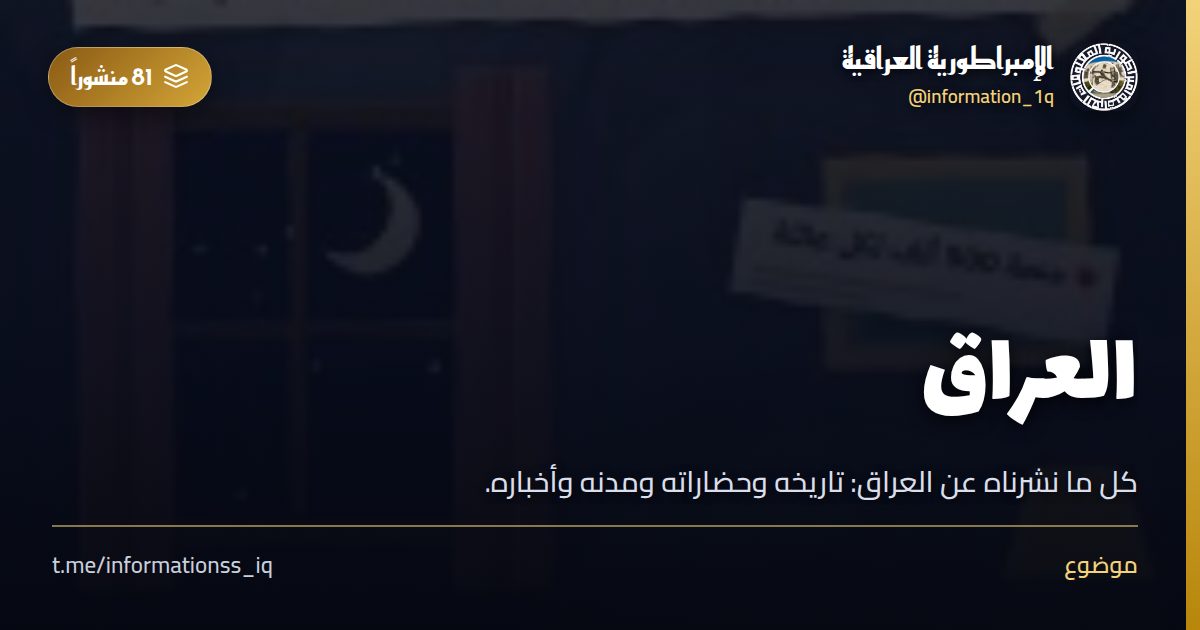 الإمبراطورية العراقية
@information_1q
81 منشوراً
العراق
كل ما نشرناه عن العراق: تاريخه وحضاراته ومدنه وأخباره.
موضوع
t.me/informationss_iq